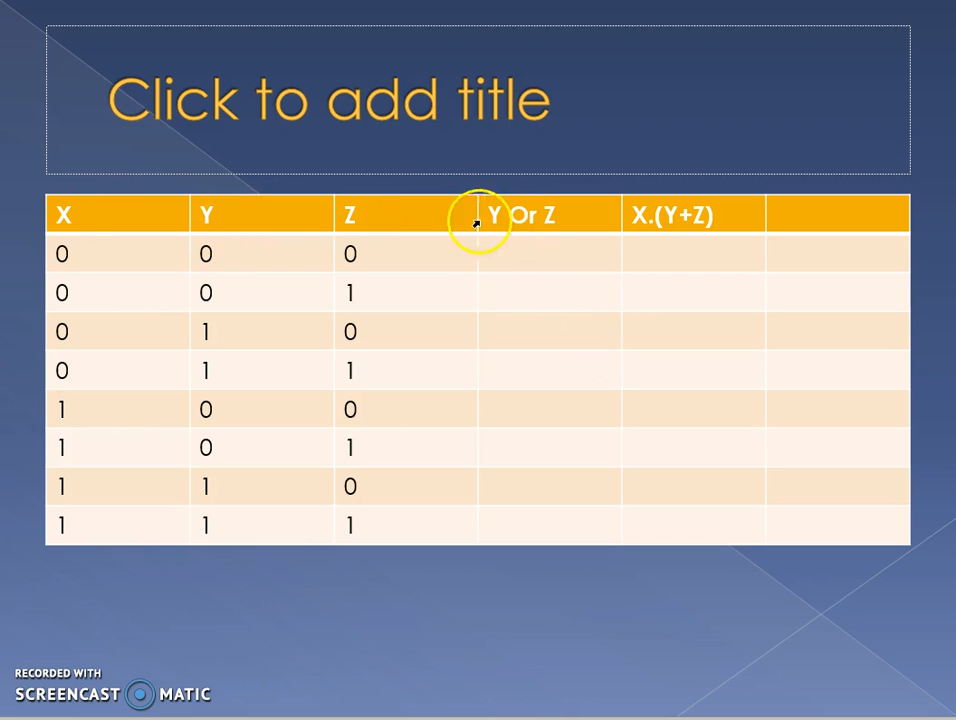 Click to add title
X Y Z Y Or Z X.(Y+Z)
0 0 0
0 0 1
0 1 0
0 1 1
1 0 0
1 0 1
1 1 0
1 1 1
RECORDED WITH
SCREENCAST MATIC